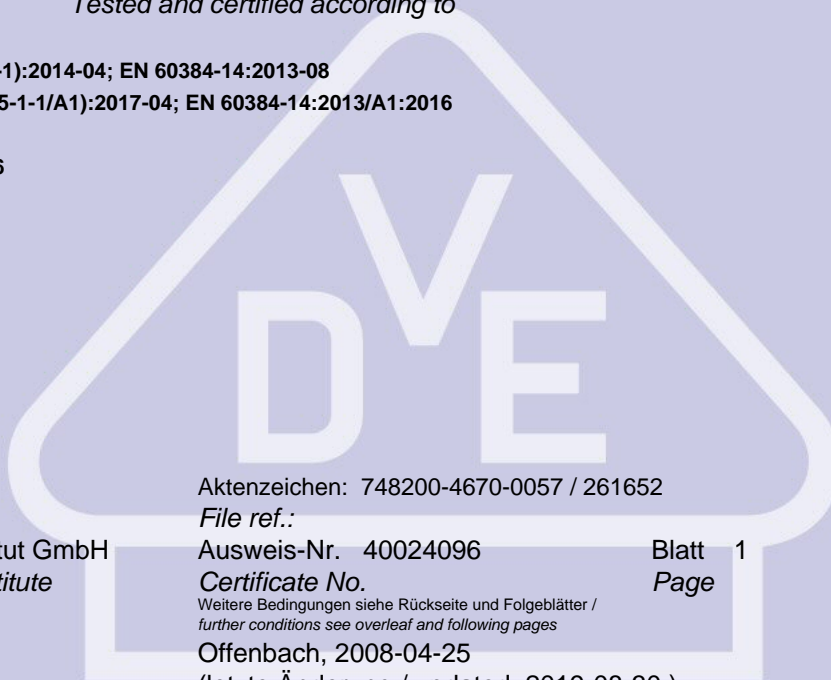 Tested and certified according to
-1):2014-04; EN 60384-14:2013-08
5-1-1/A1):2017-04; EN 60384-14:2013/A1:2016
VDE
Aktenzeichen: 748200-4670-0057 / 261652
File ref.:
tut GmbH Ausweis-Nr. 40024096 Blatt 1
titute Certificate No. Page
Weitere Bedingungen siehe Rückseite und Folgeblätter /
further conditions see overleaf and following pages
Offenbach, 2008-04-25